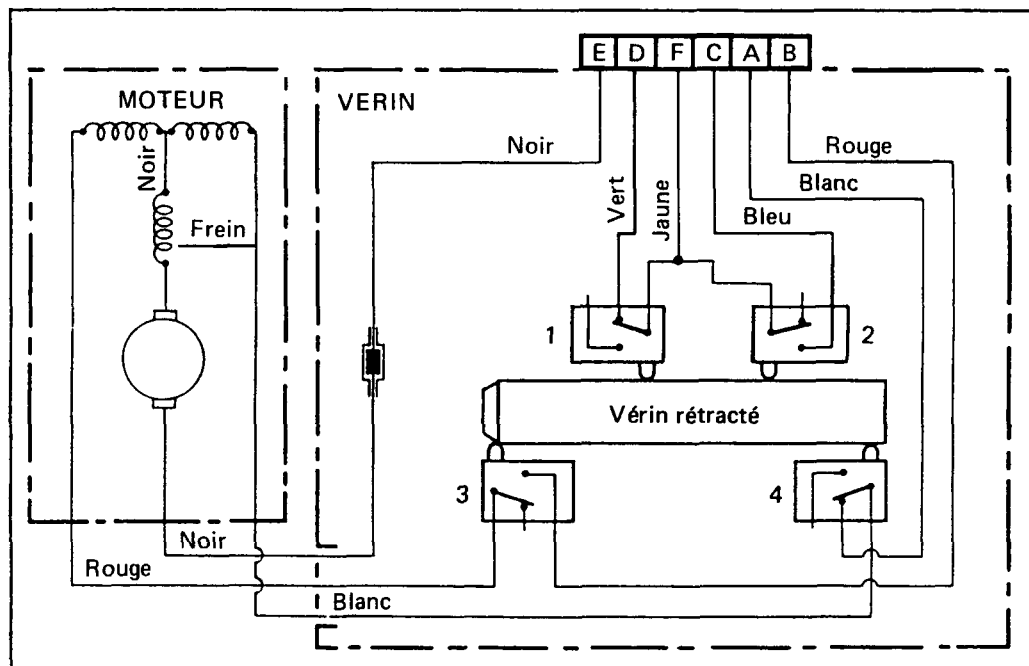 E D F C A B
MOTEUR
VERIN
Noir
Noir
Rouge
Blanc
Vert
Jaune
Bleu
Frein
1
2
Vérin rétracté
3
4
Noir
Rouge
Blanc